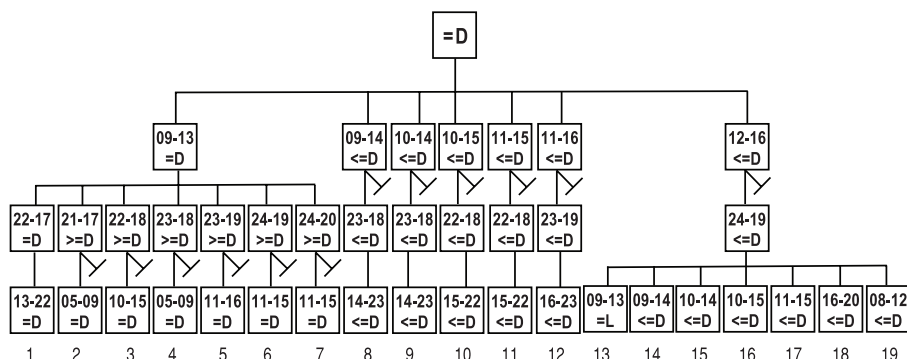 =D
09-13 09-14 10-14 10-15 11-15 11-16 12-16
=D <=D <=D <=D <=D <=D <=D
22-17 21-17 22-18 23-18 23-19 24-19 24-20 23-18 23-18 22-18 22-18 23-19 24-19
=D >=D >=D >=D >=D >=D >=D <=D <=D <=D <=D <=D <=D
13-22 05-09 10-15 05-09 11-16 11-15 11-15 14-23 14-23 15-22 15-22 16-23 09-13 09-14 10-14 10-15 11-15 16-20 08-12
=D =D =D =D =D =D =D <=D <=D <=D <=D <=D =L <=D <=D <=D <=D <=D <=D
1 2 3 4 5 6 7 8 9 10 11 12 13 14 15 16 17 18 19